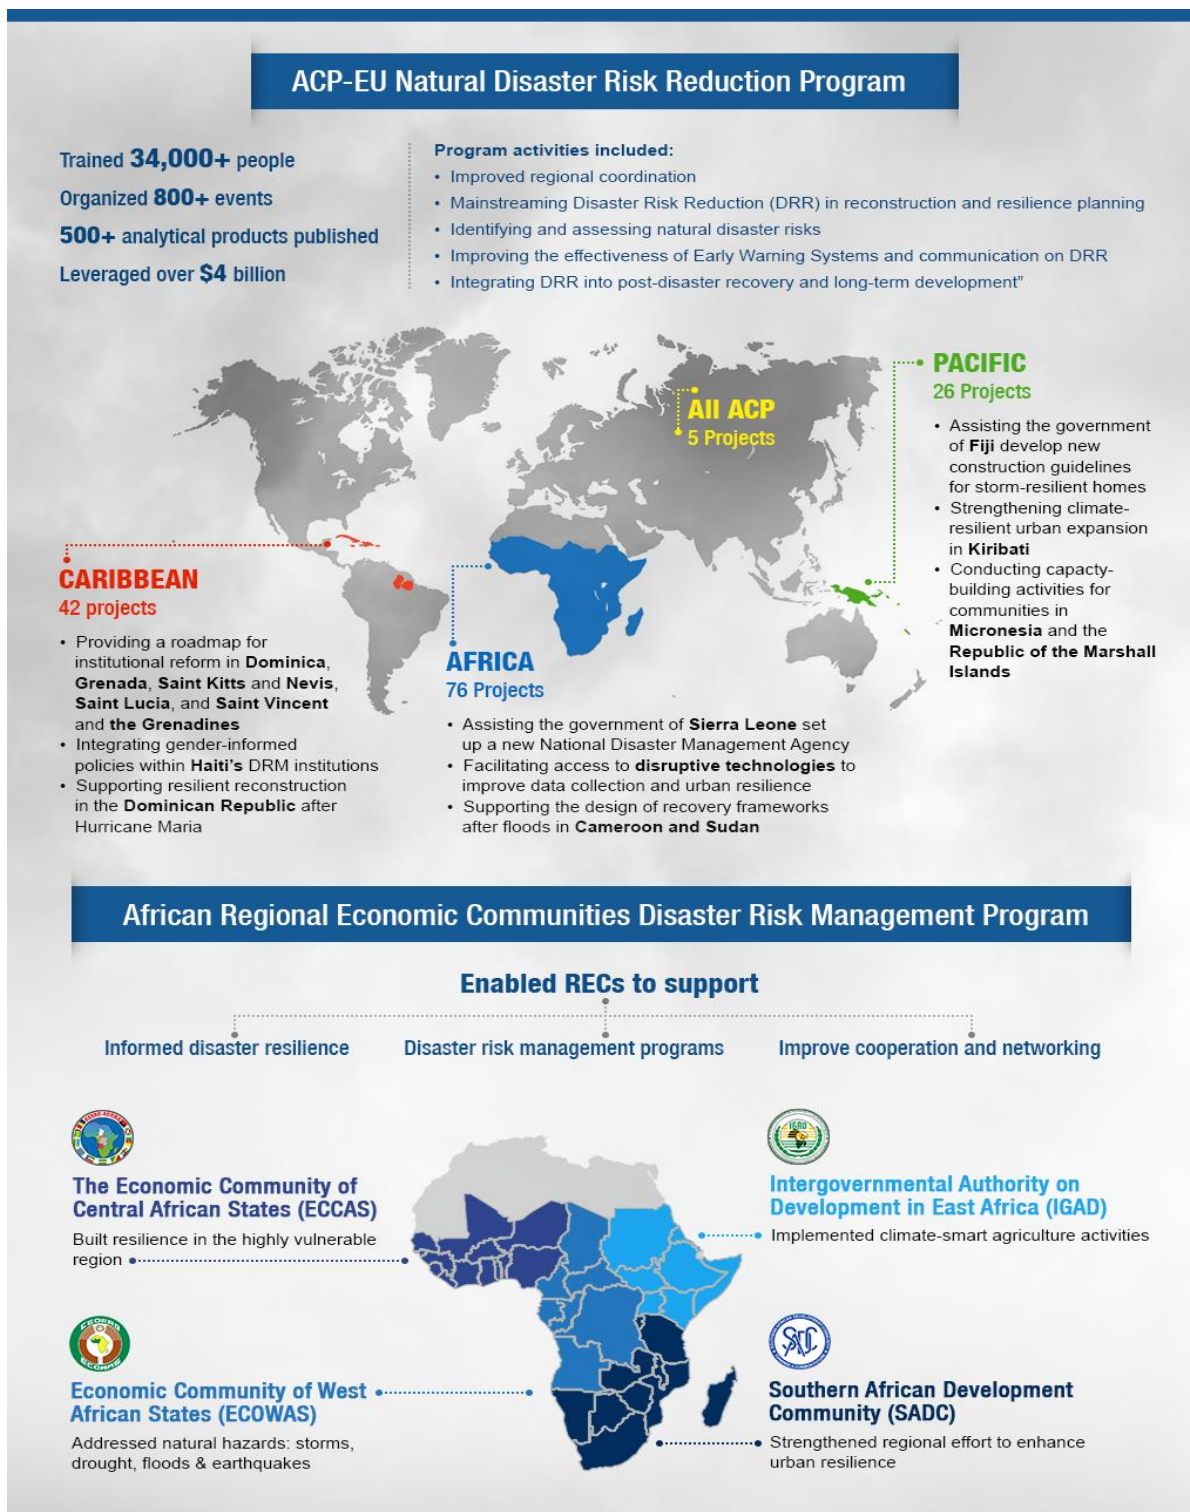 ACP-EU Natural Disaster Risk Reduction Program
Trained 34,000+ people
Organized 800+ events
500+ analytical products published
Leveraged over $4 billion
Program activities included:
• Improved regional coordination
• Mainstreaming Disaster Risk Reduction (DRR) in reconstruction and resilience planning
• Identifying and assessing natural disaster risks
• Improving the effectiveness of Early Warning Systems and communication on DRR
• Integrating DRR into post-disaster recovery and long-term development”
All ACP
5 Projects
PACIFIC
26 Projects
• Assisting the government
of Fiji develop new
construction guidelines
for storm-resilient homes
• Strengthening climate-
resilient urban expansion
in Kiribati
• Conducting capacty-
building activities for
communities in
Micronesia and the
Republic of the Marshall
Islands
CARIBBEAN
42 projects
• Providing a roadmap for
institutional reform in Dominica,
Grenada, Saint Kitts and Nevis,
Saint Lucia, and Saint Vincent
and the Grenadines
• Integrating gender-informed
policies within Haiti’s DRM institutions
• Supporting resilient reconstruction
in the Dominican Republic after
Hurricane Maria
AFRICA
76 Projects
• Assisting the government of Sierra Leone set
up a new National Disaster Management Agency
• Facilitating access to disruptive technologies to
improve data collection and urban resilience
• Supporting the design of recovery frameworks
after floods in Cameroon and Sudan
African Regional Economic Communities Disaster Risk Management Program
Enabled RECs to support
Informed disaster resilience
Disaster risk management programs
Improve cooperation and networking
The Economic Community of
Central African States (ECCAS)
Built resilience in the highly vulnerable
region
IGAD
Intergovernmental Authority on
Development in East Africa (IGAD)
Implemented climate-smart agriculture activities
CEDEAO
ECOWAS
Economic Community of West
African States (ECOWAS)
Addressed natural hazards: storms,
drought, floods & earthquakes
SADC
Southern African Development
Community (SADC)
Strengthened regional effort to enhance
urban resilience